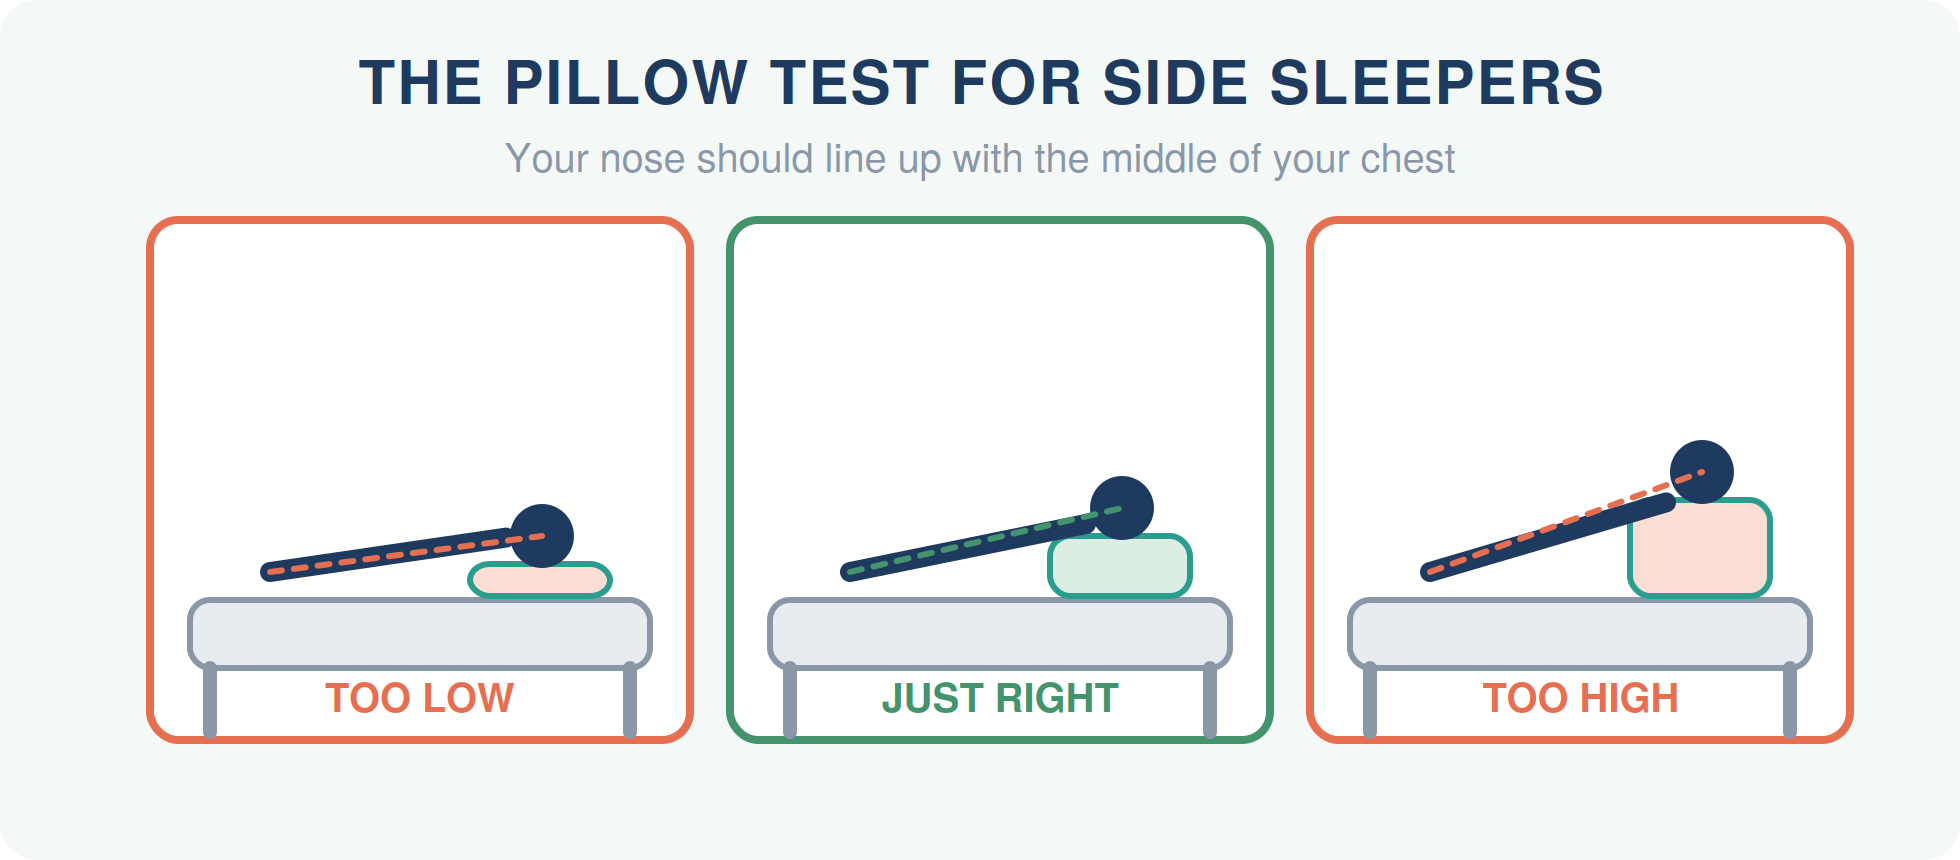 THE PILLOW TEST FOR SIDE SLEEPERS
Your nose should line up with the middle of your chest
TOO LOW
JUST RIGHT
TOO HIGH